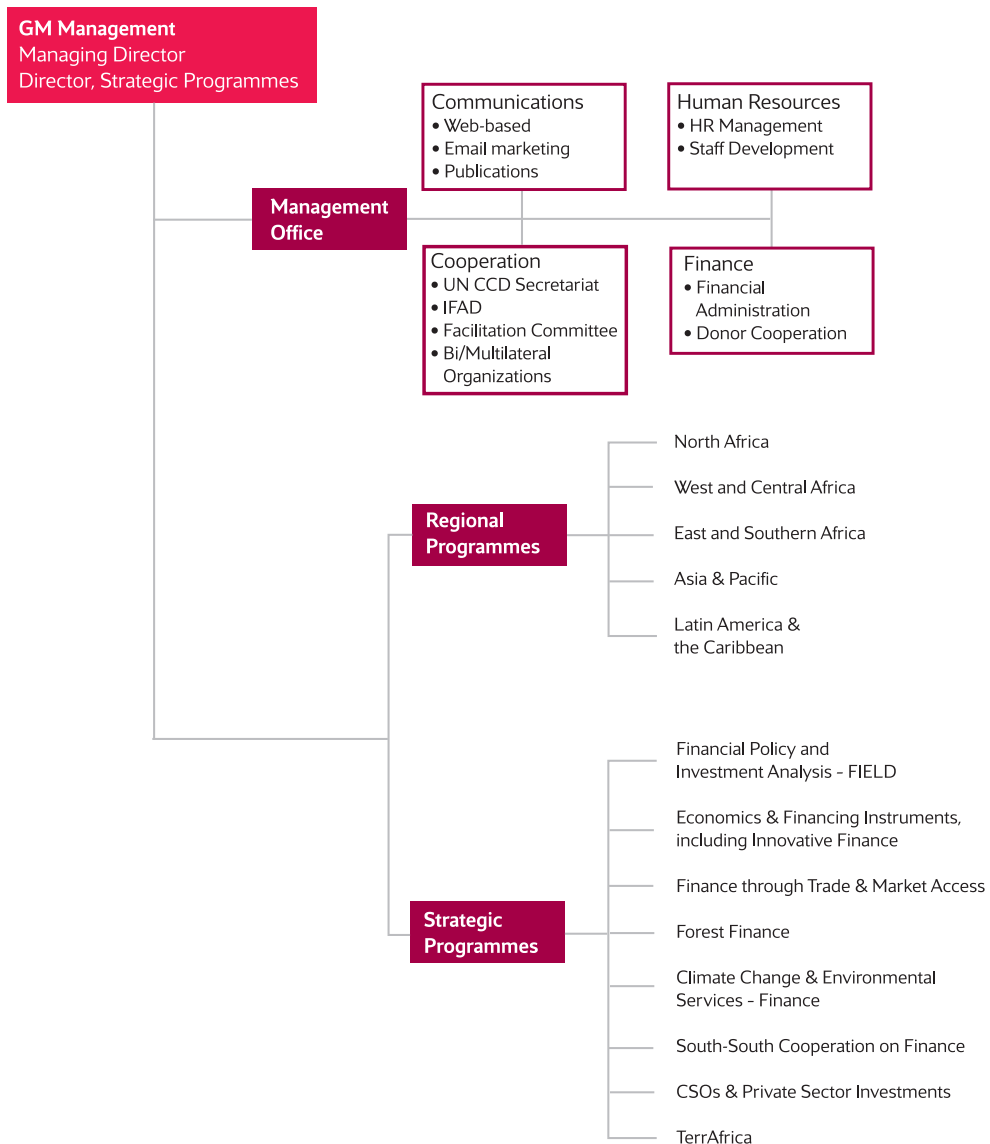 GM Management
Managing Director
Director, Strategic Programmes
Communications
• Web-based
• Email marketing
• Publications
Human Resources
• HR Management
• Staff Development
Management
Office
Cooperation
• UN CCD Secretariat
• IFAD
• Facilitation Committee
• Bi/Multilateral
Organizations
Finance
• Financial
Administration
• Donor Cooperation
Regional
Programmes
North Africa
West and Central Africa
East and Southern Africa
Asia & Pacific
Latin America &
the Caribbean
Strategic
Programmes
Financial Policy and
Investment Analysis - FIELD
Economics & Financing Instruments,
including Innovative Finance
Finance through Trade & Market Access
Forest Finance
Climate Change & Environmental
Services - Finance
South-South Cooperation on Finance
CSOs & Private Sector Investments
TerrAfrica